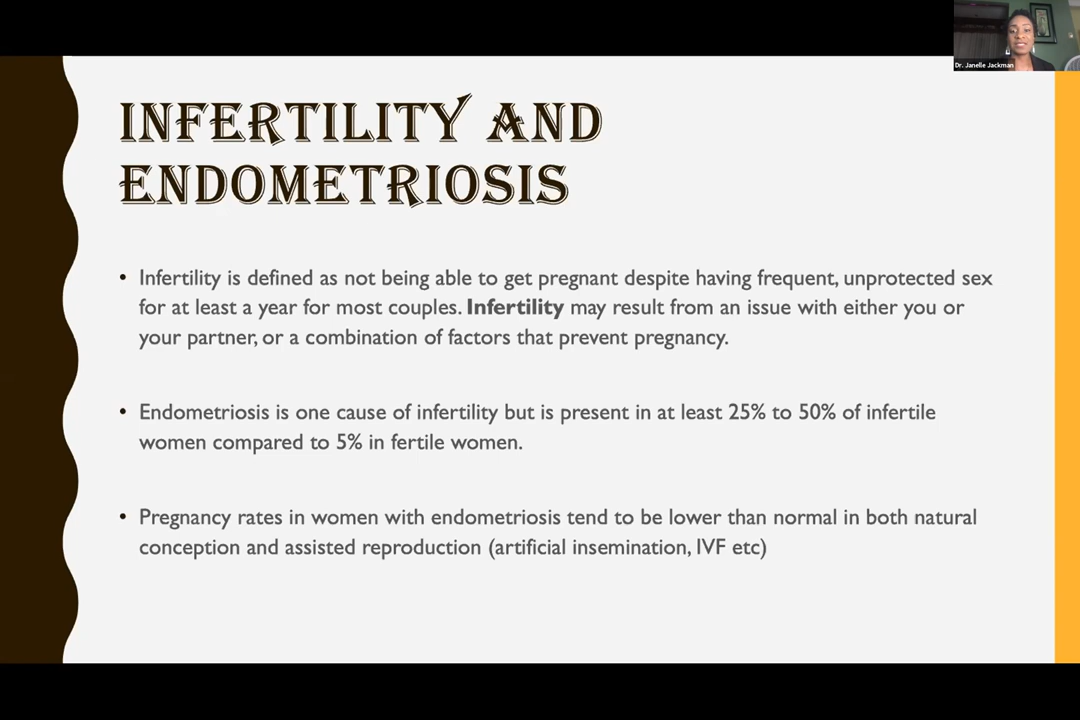 Dr. Janelle Jackman
INFERTILITY AND
ENDOMETRIOSIS
• Infertility is defined as not being able to get pregnant despite having frequent, unprotected sex
for at least a year for most couples. Infertility may result from an issue with either you or
your partner, or a combination of factors that prevent pregnancy.
• Endometriosis is one cause of infertility but is present in at least 25% to 50% of infertile
women compared to 5% in fertile women.
• Pregnancy rates in women with endometriosis tend to be lower than normal in both natural
conception and assisted reproduction (artificial insemination, IVF etc)